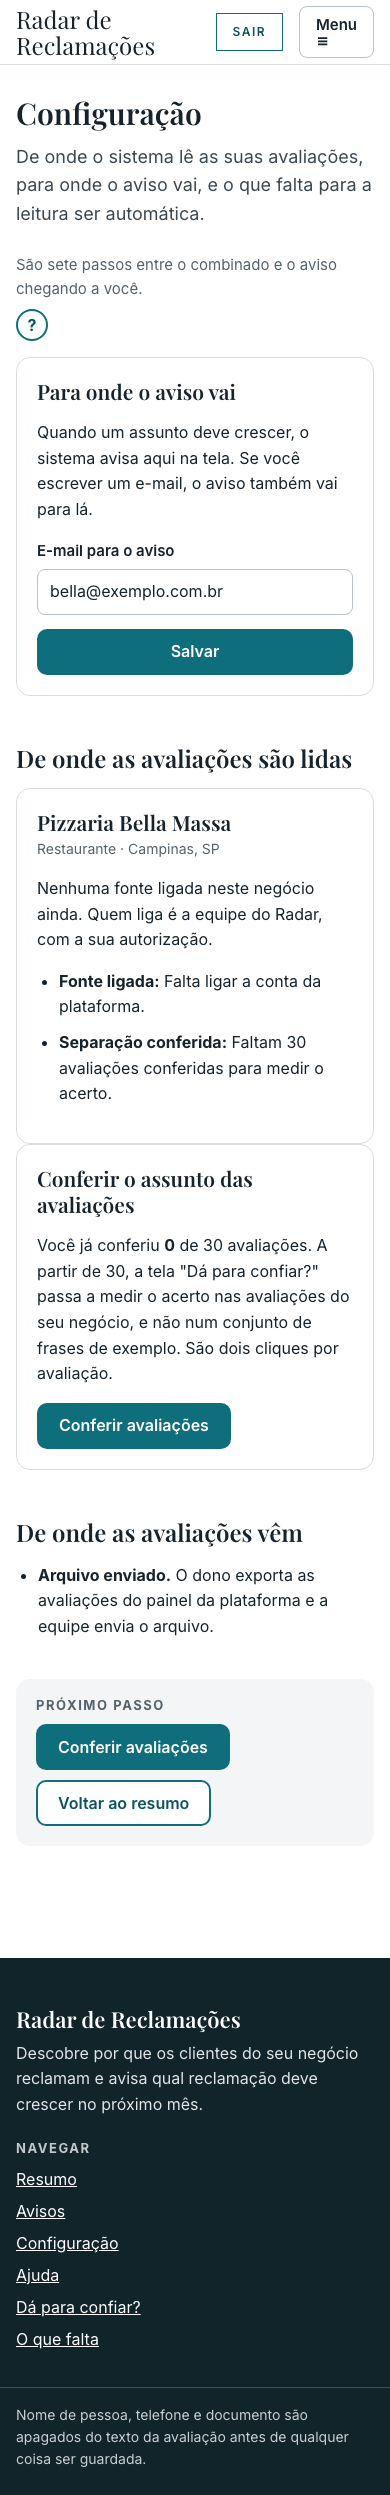 Radar de
Reclamações
SAIR
Menu
≡
Configuração
De onde o sistema lê as suas avaliações,
para onde o aviso vai, e o que falta para a
leitura ser automática.
São sete passos entre o combinado e o aviso
chegando a você.
?
Para onde o aviso vai
Quando um assunto deve crescer, o
sistema avisa aqui na tela. Se você
escrever um e-mail, o aviso também vai
para lá.
E-mail para o aviso
bella@exemplo.com.br
Salvar
De onde as avaliações são lidas
Pizzaria Bella Massa
Restaurante · Campinas, SP
Nenhuma fonte ligada neste negócio
ainda. Quem liga é a equipe do Radar,
com a sua autorização.
• Fonte ligada: Falta ligar a conta da
plataforma.
• Separação conferida: Faltam 30
avaliações conferidas para medir o
acerto.
Conferir o assunto das
avaliações
Você já conferiu 0 de 30 avaliações. A
partir de 30, a tela "Dá para confiar?"
passa a medir o acerto nas avaliações do
seu negócio, e não num conjunto de
frases de exemplo. São dois cliques por
avaliação.
Conferir avaliações
De onde as avaliações vêm
• Arquivo enviado. O dono exporta as
avaliações do painel da plataforma e a
equipe envia o arquivo.
PRÓXIMO PASSO
Conferir avaliações
Voltar ao resumo
Radar de Reclamações
Descobre por que os clientes do seu negócio
reclamam e avisa qual reclamação deve
crescer no próximo mês.
NAVEGAR
Resumo
Avisos
Configuração
Ajuda
Dá para confiar?
O que falta
Nome de pessoa, telefone e documento são
apagados do texto da avaliação antes de qualquer
coisa ser guardada.